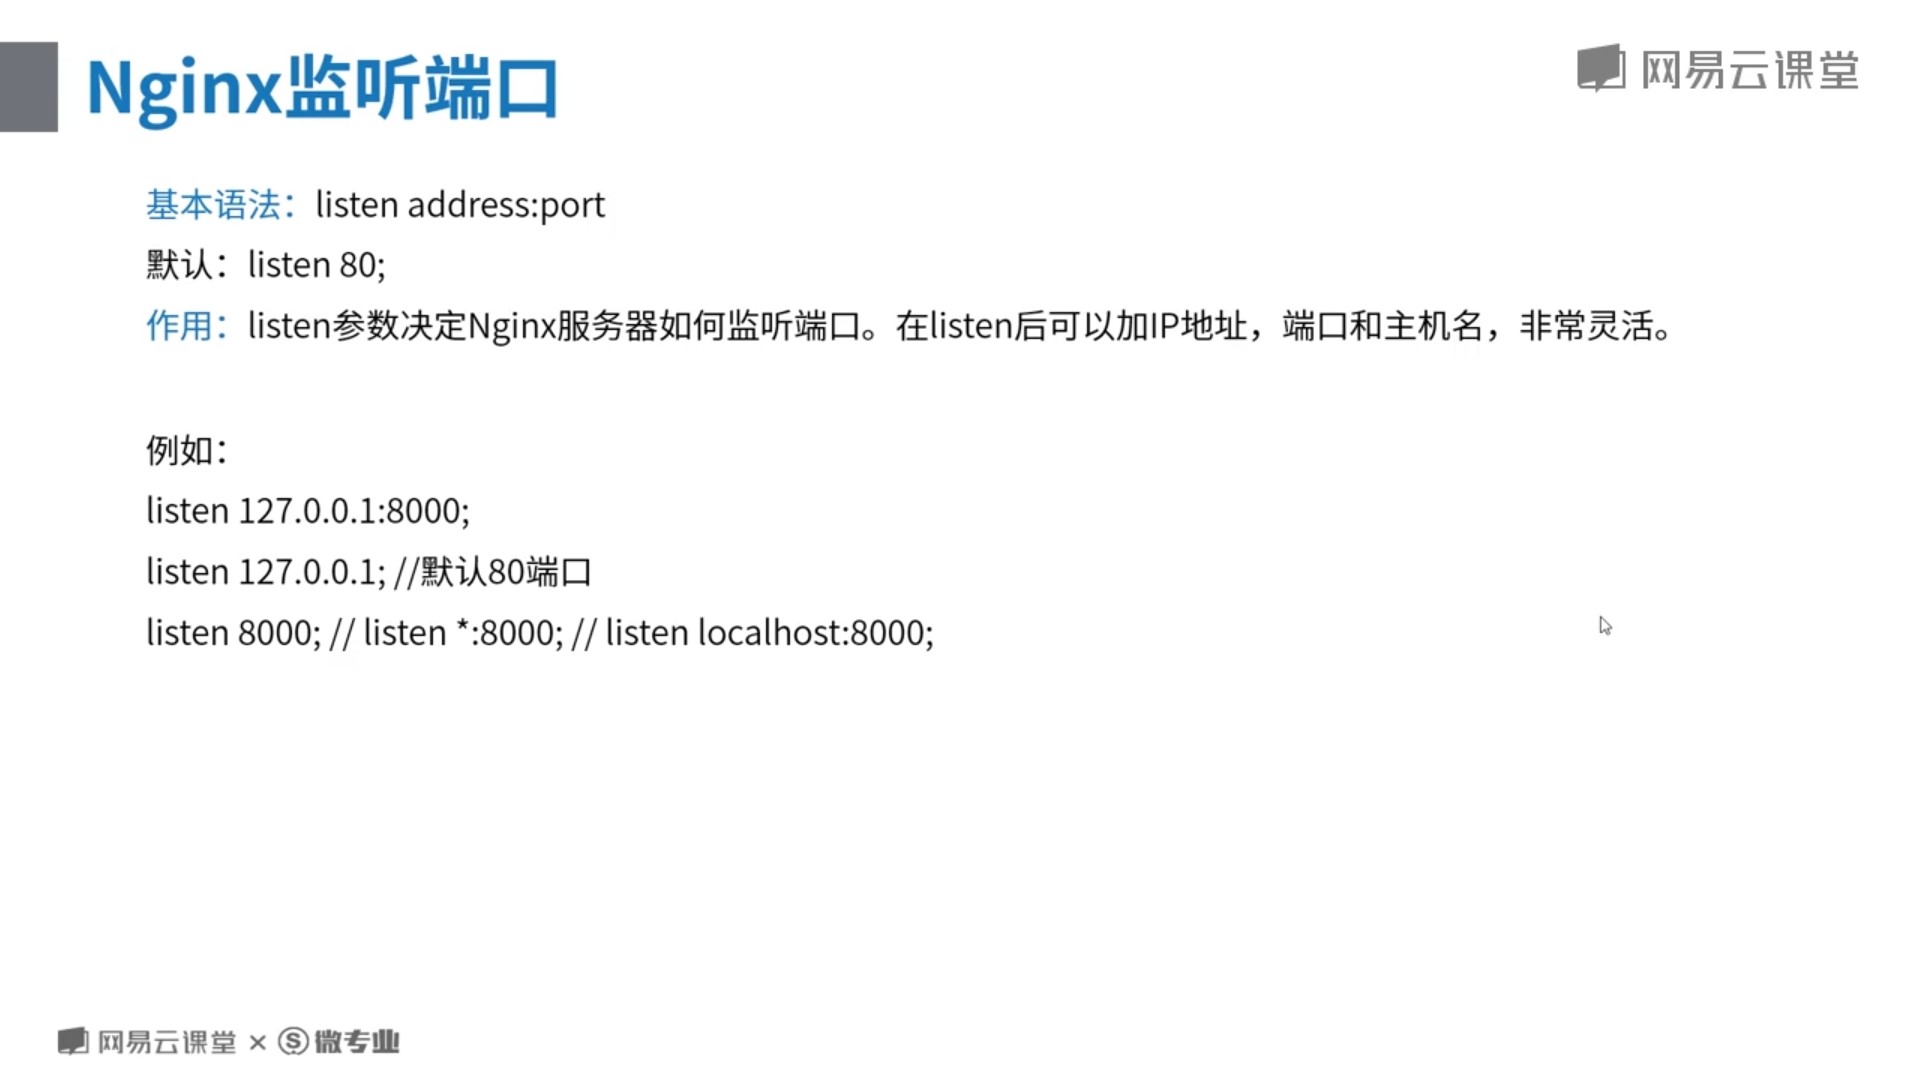 Nginx监听端口
网易云课堂
基本语法：listen address:port
默认：listen 80;
作用：listen参数决定Nginx服务器如何监听端口。在listen后可以加IP地址，端口和主机名，非常灵活。
例如：
listen 127.0.0.1:8000;
listen 127.0.0.1; //默认80端口
listen 8000; // listen *:8000; // listen localhost:8000;
网易云课堂 × 微专业